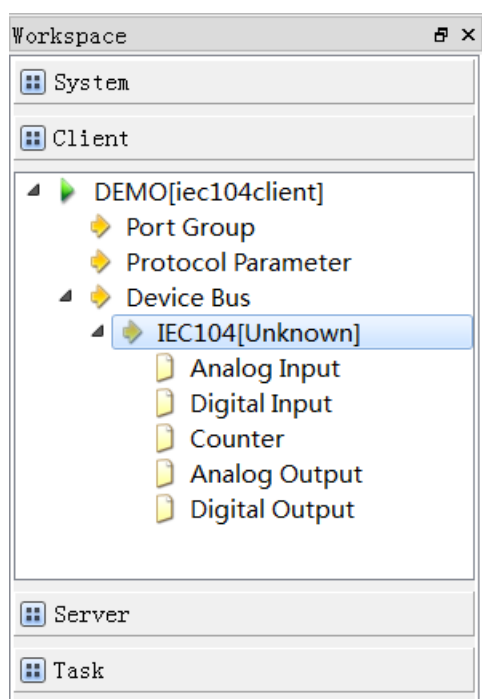 Workspace
System
Client
DEMO[iec104client]
Port Group
Protocol Parameter
Device Bus
IEC104[Unknown]
Analog Input
Digital Input
Counter
Analog Output
Digital Output
Server
Task